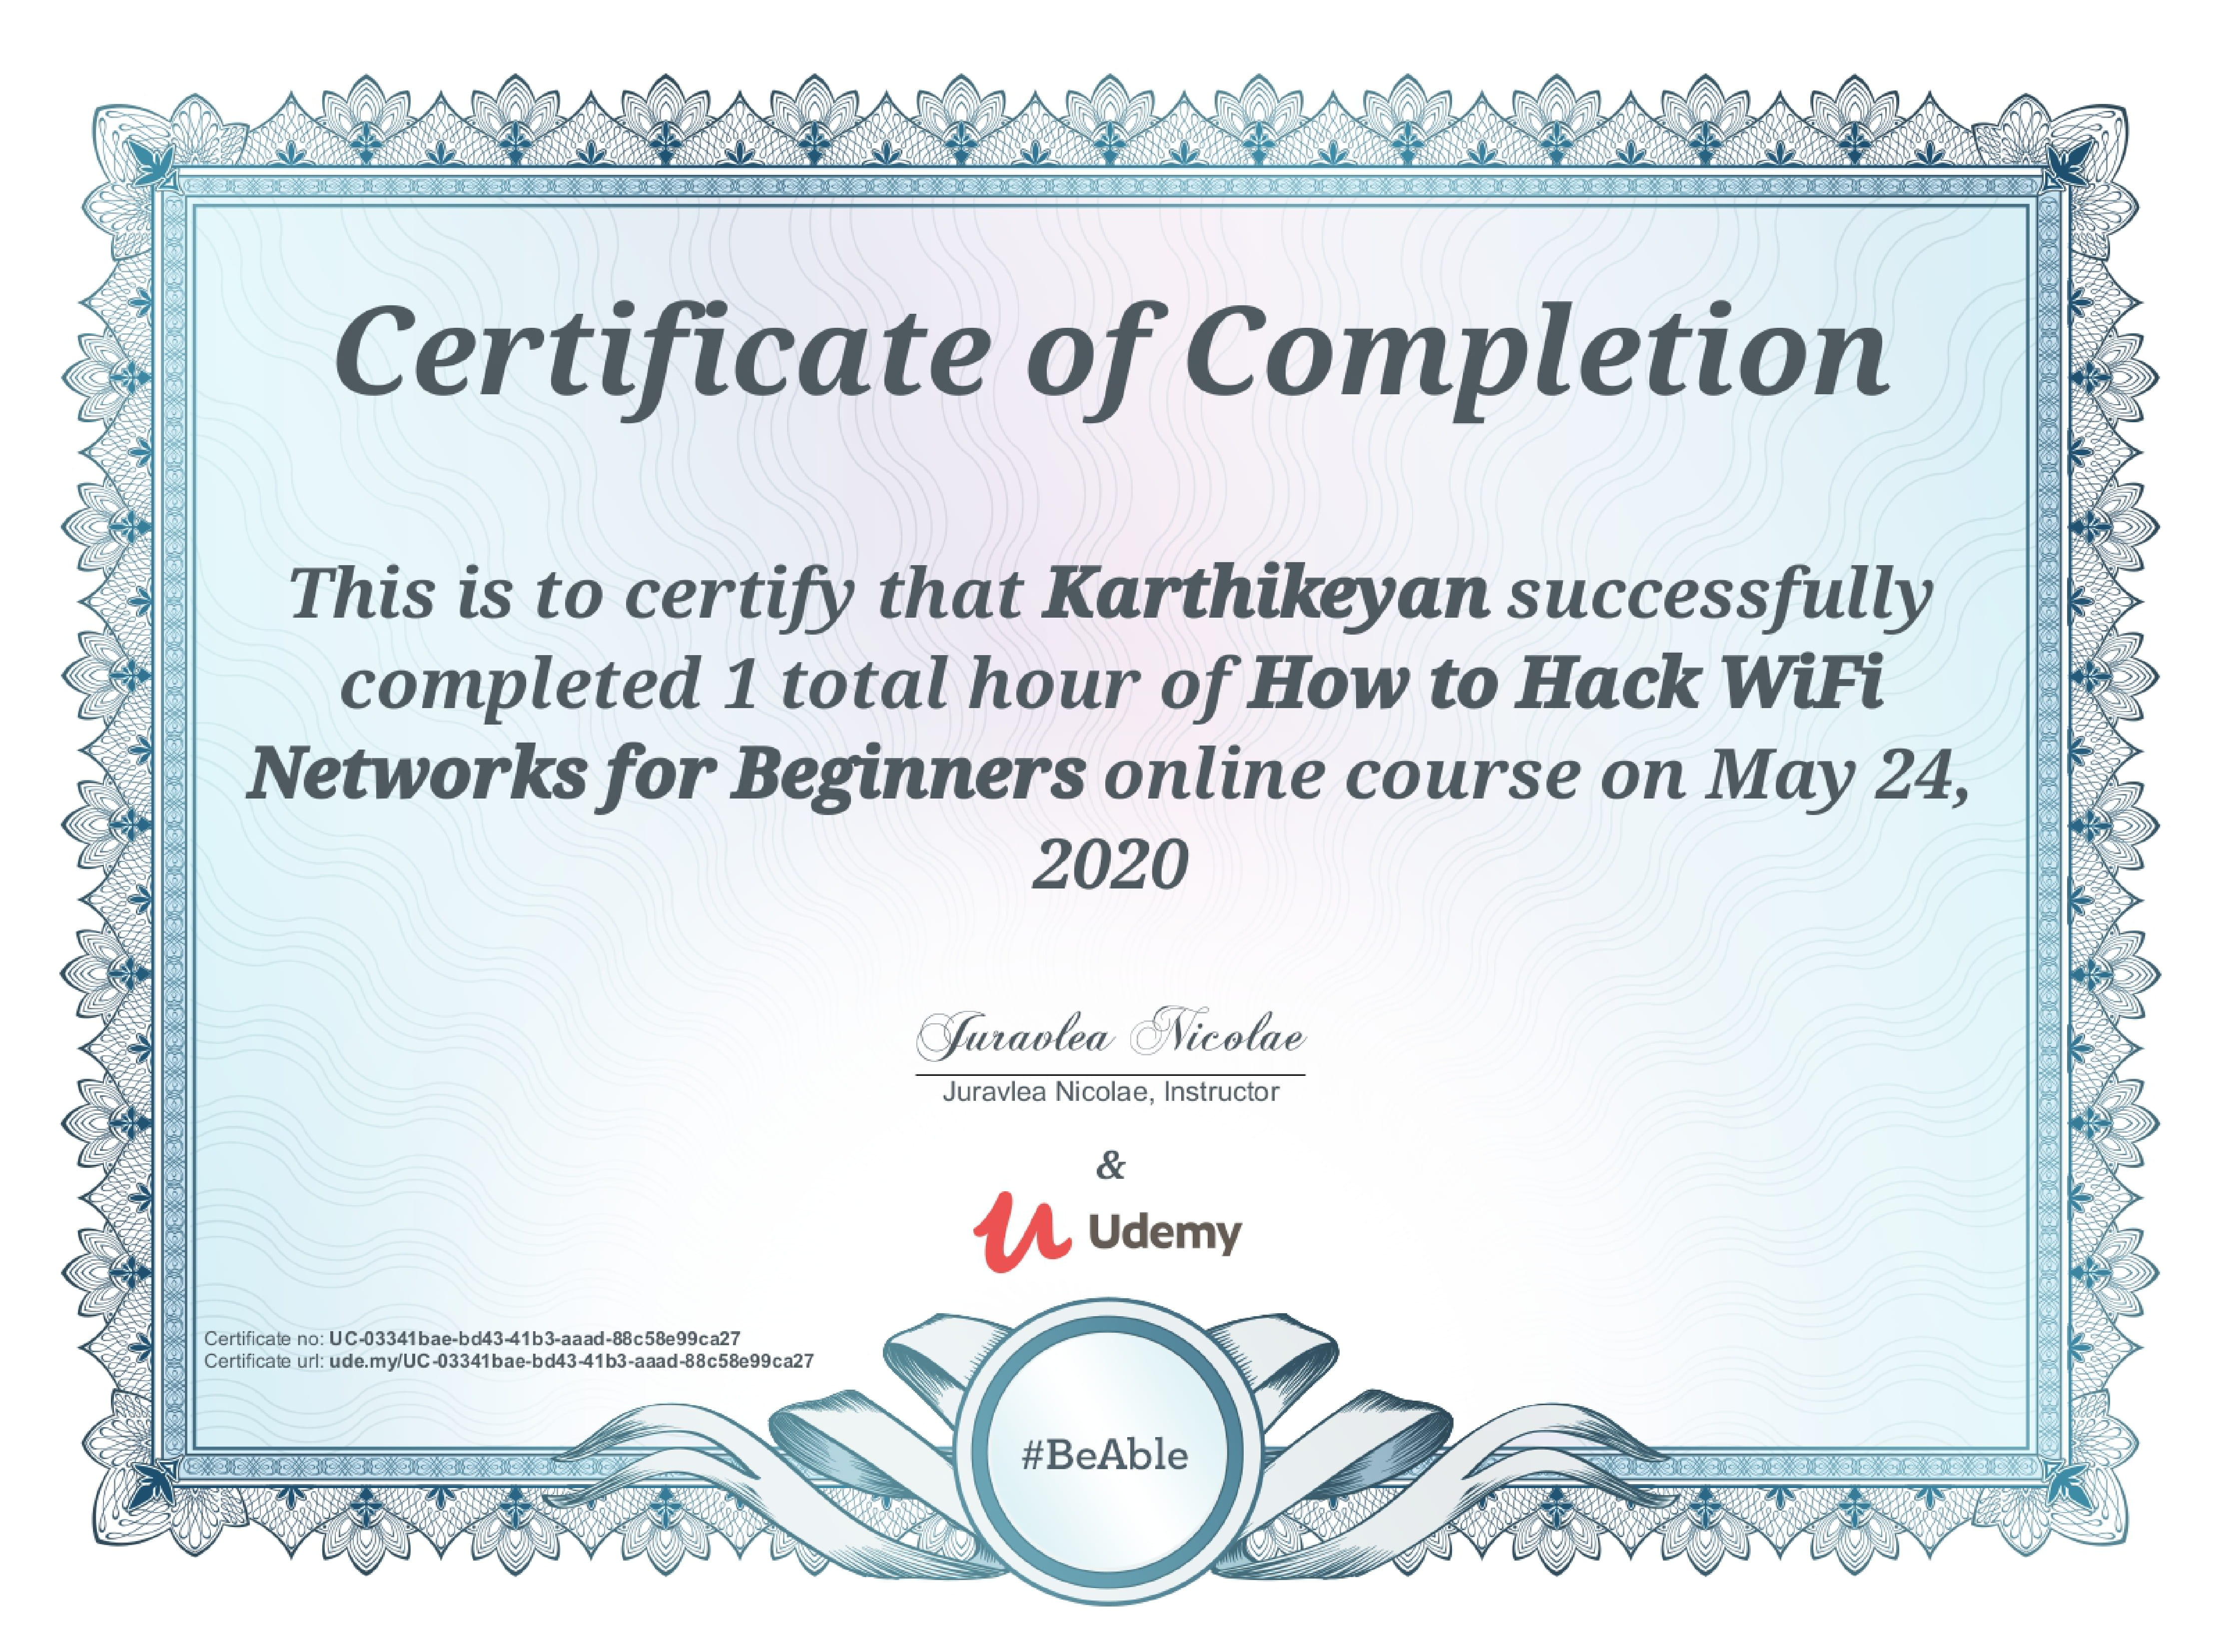 Certificate of Completion
This is to certify that Karthikeyan successfully
completed 1 total hour of How to Hack WiFi
Networks for Beginners online course on May 24,
2020
Juravlea Nicolae
Juravlea Nicolae, Instructor
&
Udemy
Certificate no: UC-03341bae-bd43-41b3-aaad-88c58e99ca27
Certificate url: ude.my/UC-03341bae-bd43-41b3-aaad-88c58e99ca27
#BeAble